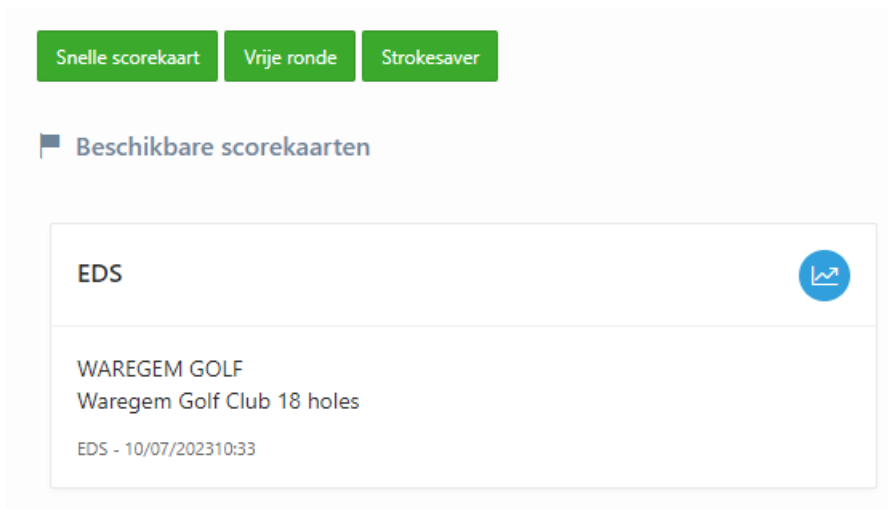 Snelle scorekaart Vrije ronde Strokesaver
Beschikbare scorekaarten
EDS
WAREGEM GOLF
Waregem Golf Club 18 holes
EDS - 10/07/202310:33